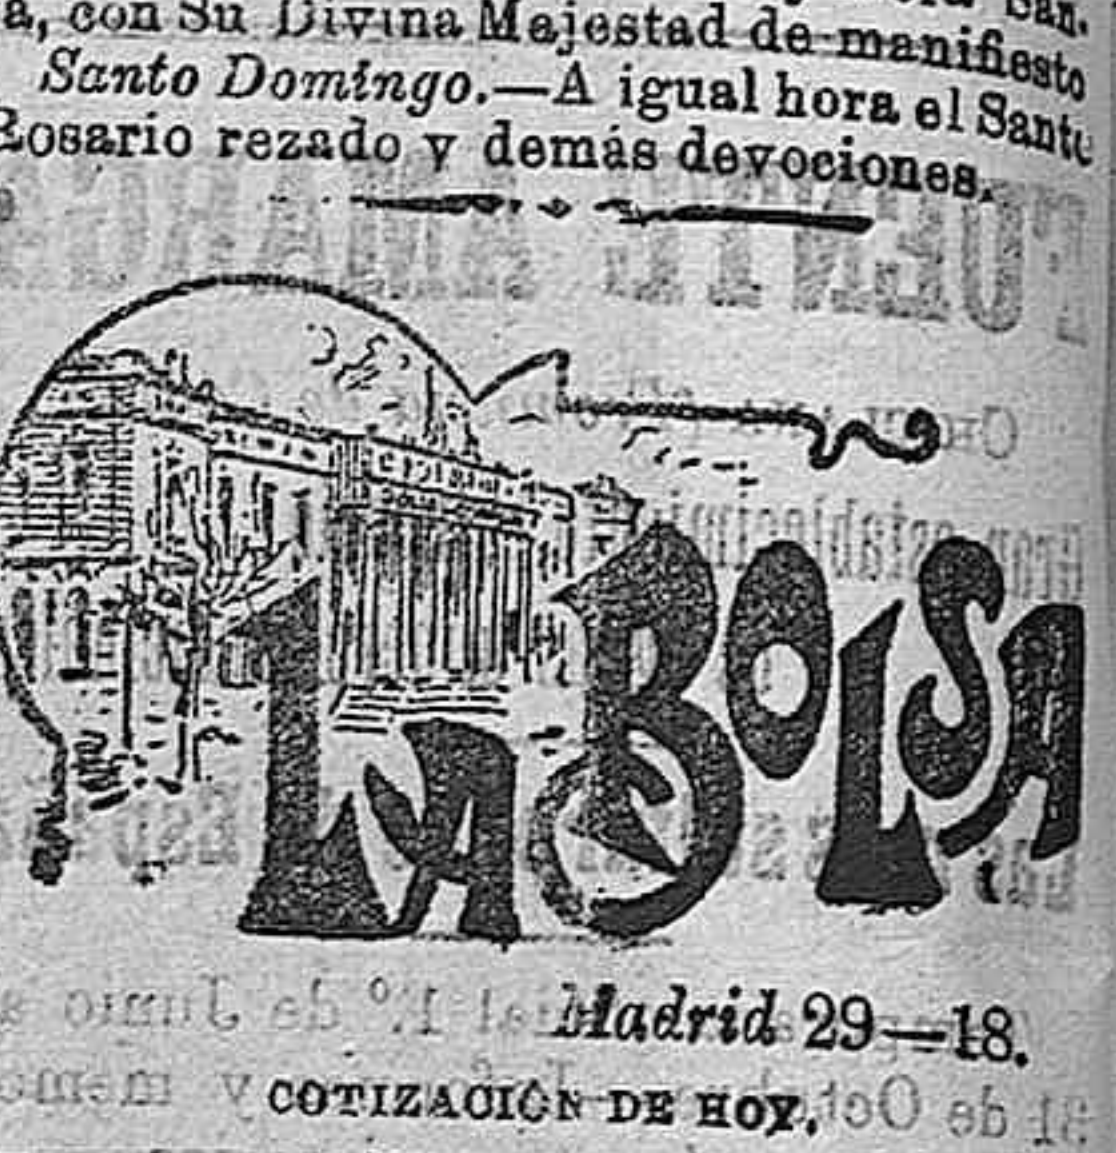 a, con Su Divina Majestad de manifiesto
Santo Domingo.—A igual hora el Santo
Rosario rezado y demás devociones.
LA BOLSA
Madrid 29—18.
COTIZACIÓN DE HOY.